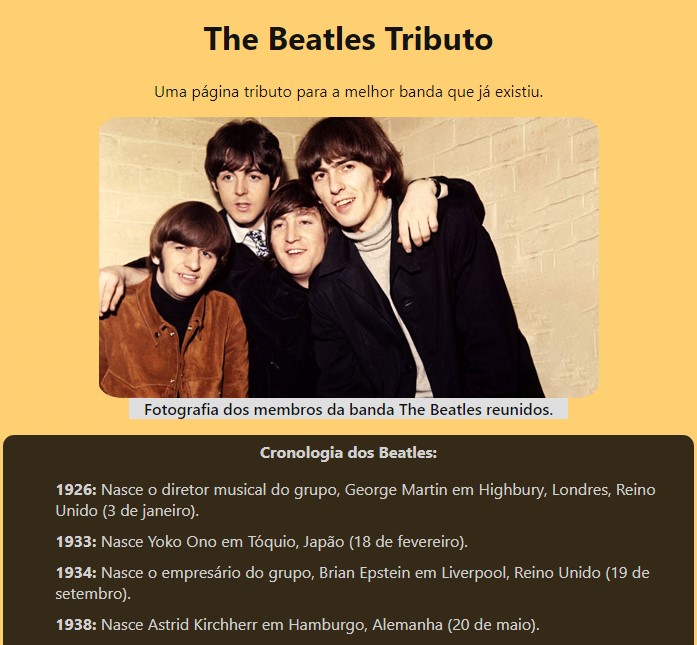 The Beatles Tributo
Uma página tributo para a melhor banda que já existiu.
Fotografia dos membros da banda The Beatles reunidos.
Cronologia dos Beatles:
1926: Nasce o diretor musical do grupo, George Martin em Highbury, Londres, Reino
Unido (3 de janeiro).
1933: Nasce Yoko Ono em Tóquio, Japão (18 de fevereiro).
1934: Nasce o empresário do grupo, Brian Epstein em Liverpool, Reino Unido (19 de
setembro).
1938: Nasce Astrid Kirchherr em Hamburgo, Alemanha (20 de maio).